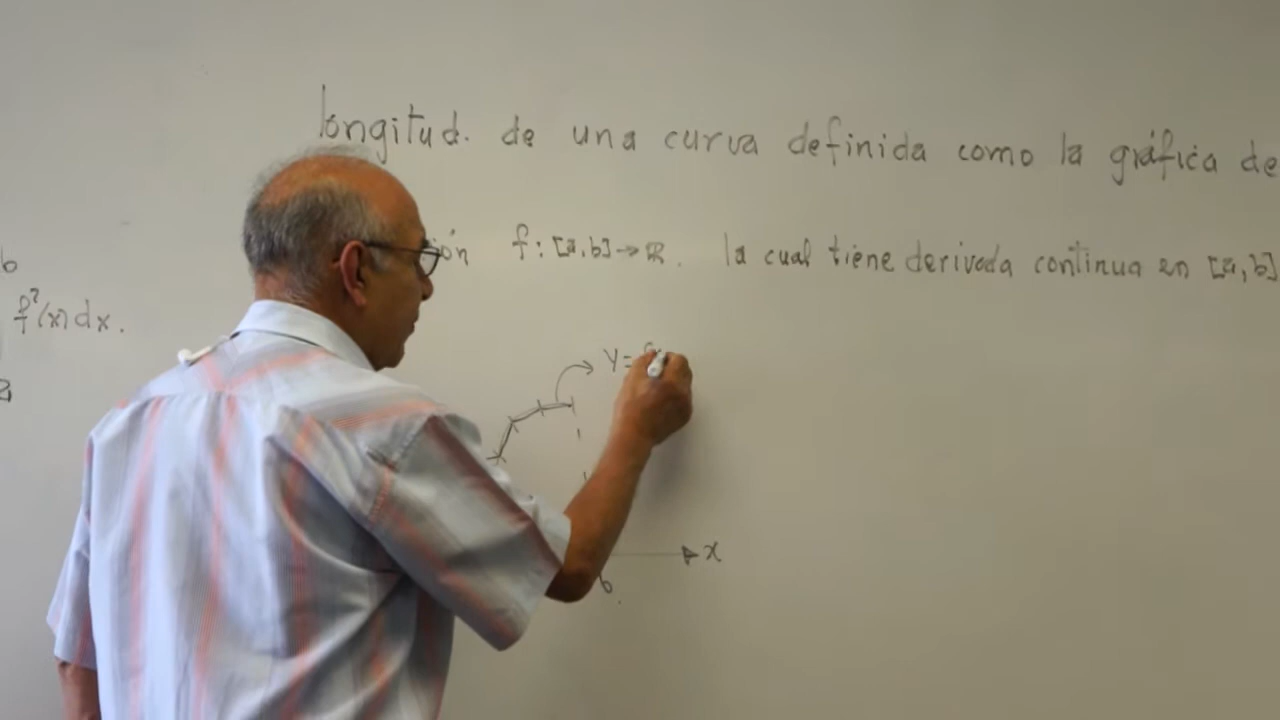 longitud. de una curva definida como la gráfica de
ión f: [a,b] → ℝ. la cual tiene derivada continua en [a,b]
b
f²(x) dx.
a
y=
x
b